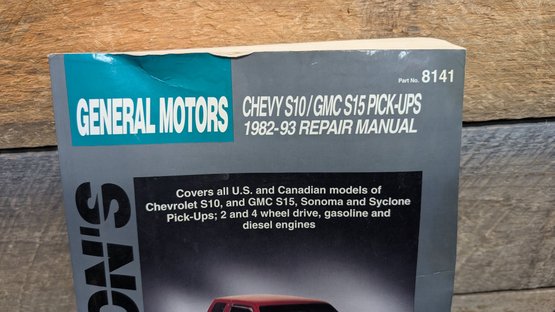 Part No. 8141
GENERAL MOTORS
CHEVY S10/GMC S15 PICK-UPS
1982-93 REPAIR MANUAL
Covers all U.S. and Canadian models of
Chevrolet S10, and GMC S15, Sonoma and Syclone
Pick-Ups; 2 and 4 wheel drive, gasoline and
diesel engines
ON'S